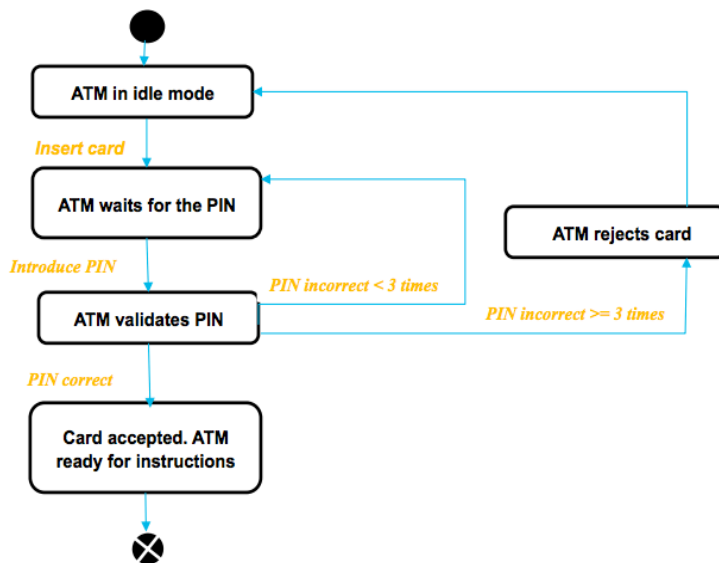 ATM in idle mode
Insert card
ATM waits for the PIN
ATM rejects card
Introduce PIN
PIN incorrect < 3 times
ATM validates PIN
PIN incorrect >= 3 times
PIN correct
Card accepted. ATM
ready for instructions